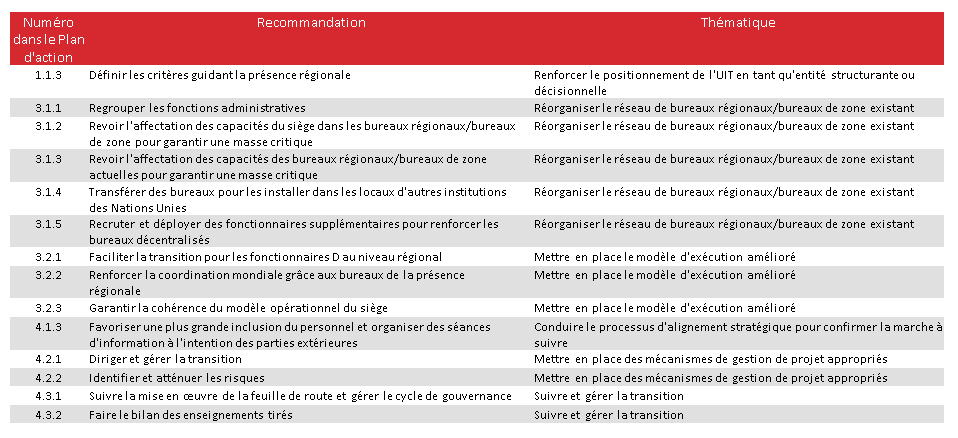 Numéro
dans le Plan
d'action
Recommandation
Thématique
1.1.3 Définir les critères guidant la présence régionale Renforcer le positionnement de l'UIT en tant qu'entité structurante ou
décisionnelle
3.1.1 Regrouper les fonctions administratives Réorganiser le réseau de bureaux régionaux/bureaux de zone existant
3.1.2 Revoir l'affectation des capacités du siège dans les bureaux régionaux/bureaux Réorganiser le réseau de bureaux régionaux/bureaux de zone existant
de zone pour garantir une masse critique
3.1.3 Revoir l'affectation des capacités des bureaux régionaux/bureaux de zone Réorganiser le réseau de bureaux régionaux/bureaux de zone existant
actuelles pour garantir une masse critique
3.1.4 Transférer des bureaux pour les installer dans les locaux d'autres institutions Réorganiser le réseau de bureaux régionaux/bureaux de zone existant
des Nations Unies
3.1.5 Recruter et déployer des fonctionnaires supplémentaires pour renforcer les Réorganiser le réseau de bureaux régionaux/bureaux de zone existant
bureaux décentralisés
3.2.1 Faciliter la transition pour les fonctionnaires D au niveau régional Mettre en place le modèle d'exécution amélioré
3.2.2 Renforcer la coordination mondiale grâce aux bureaux de la présence Mettre en place le modèle d'exécution amélioré
régionale
3.2.3 Garantir la cohérence du modèle opérationnel du siège Mettre en place le modèle d'exécution amélioré
4.1.3 Favoriser une plus grande inclusion du personnel et organiser des séances Conduire le processus d'alignement stratégique pour confirmer la marche à
d'information à l'intention des parties extérieures suivre
4.2.1 Diriger et gérer la transition Mettre en place des mécanismes de gestion de projet appropriés
4.2.2 Identifier et atténuer les risques Mettre en place des mécanismes de gestion de projet appropriés
4.3.1 Suivre la mise en œuvre de la feuille de route et gérer le cycle de gouvernance Suivre et gérer la transition
4.3.2 Faire le bilan des enseignements tirés Suivre et gérer la transition